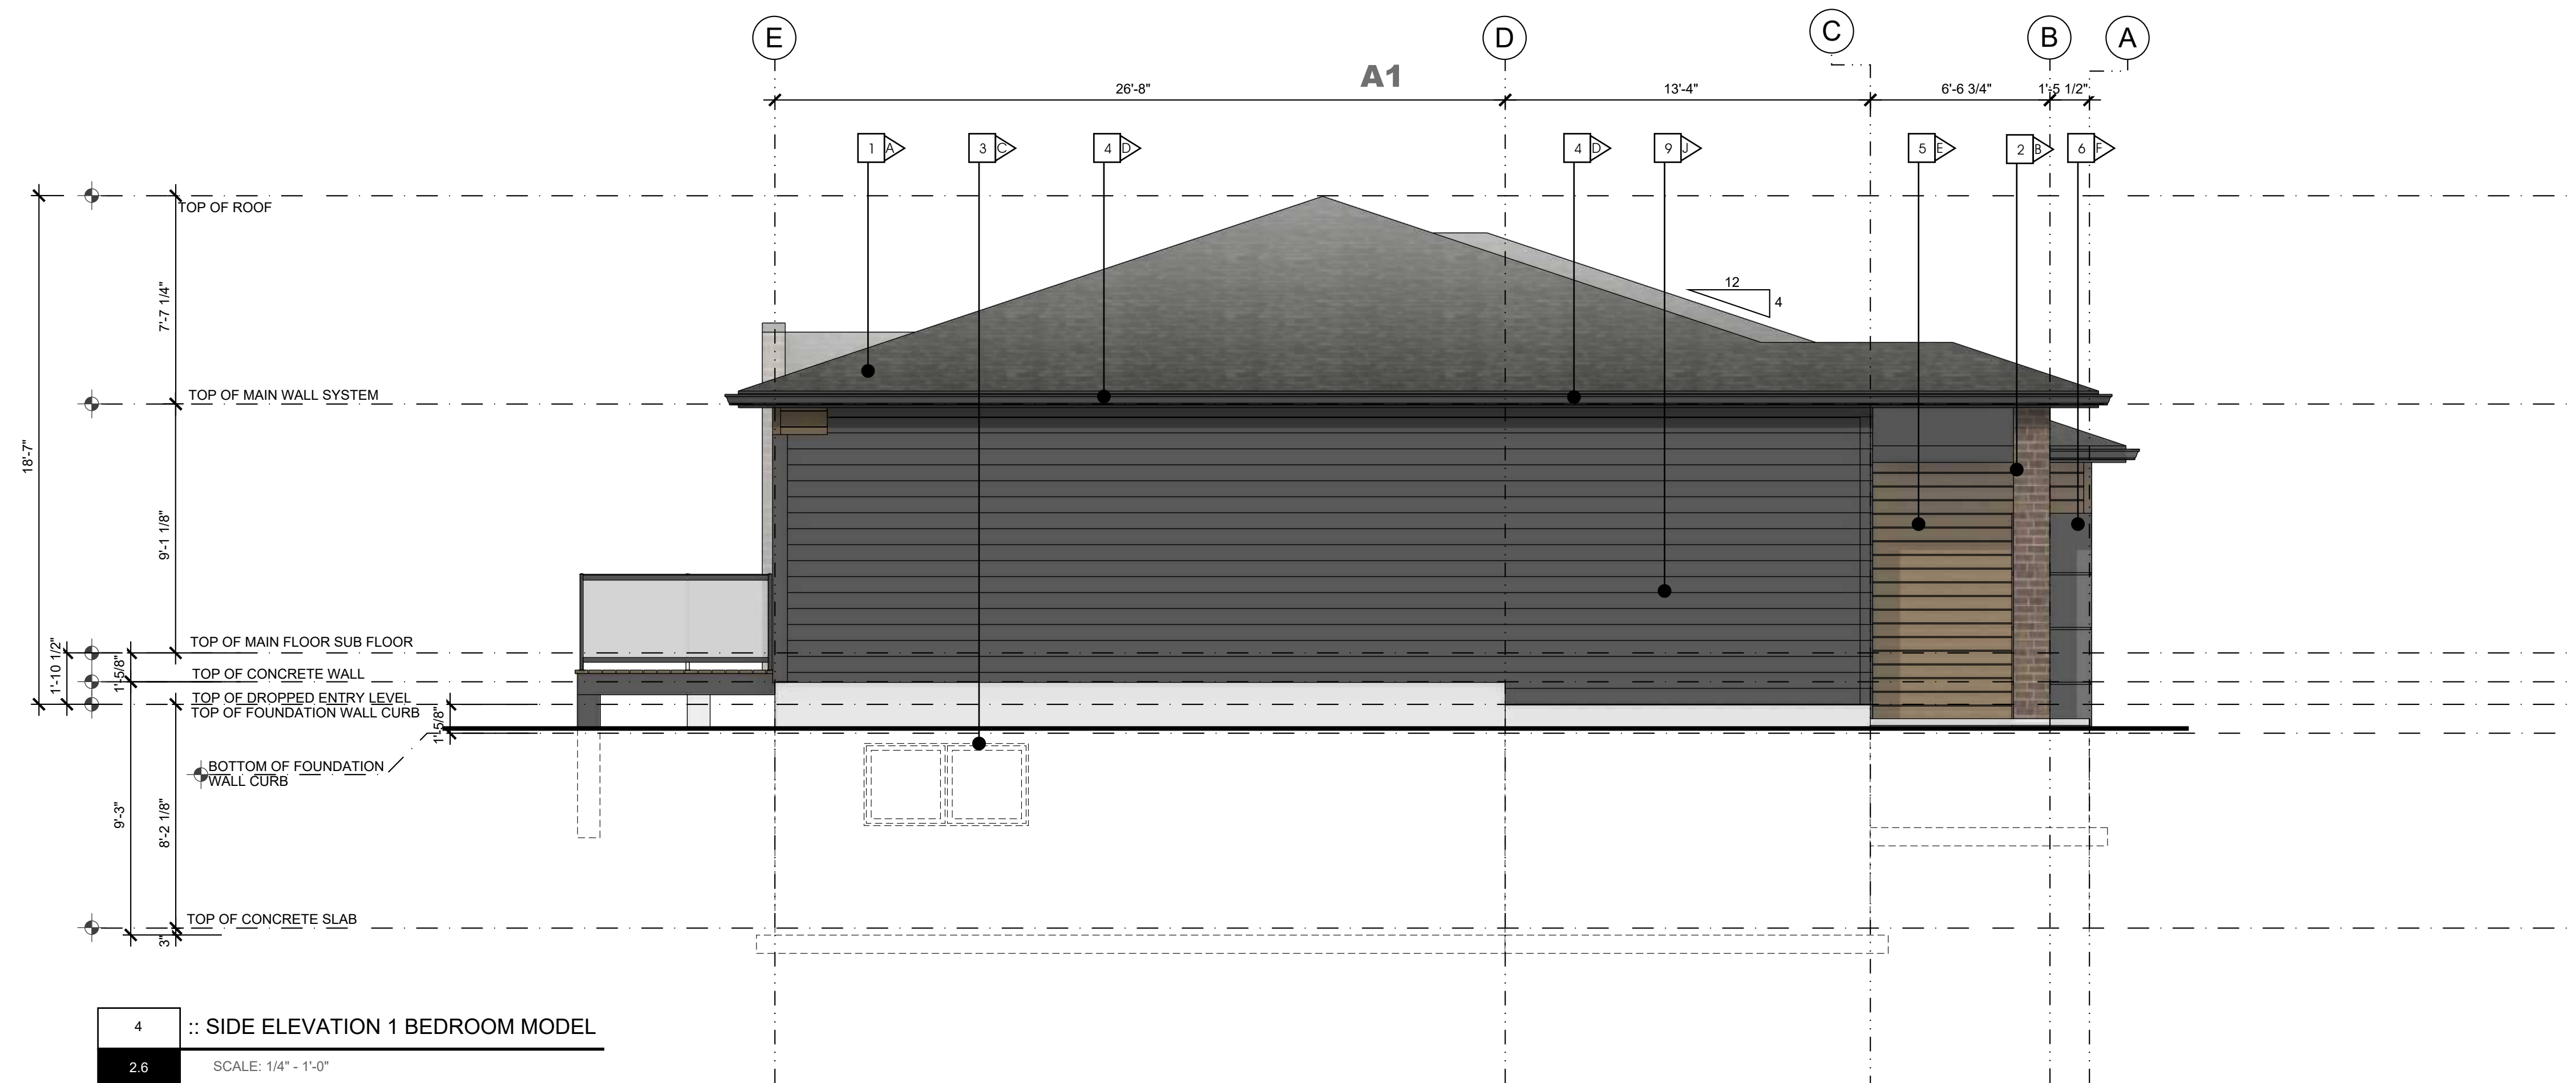 E
D
C
B
A
A1
26'-8"
13'-4"
6'-6 3/4"
1'-5 1/2"
1 A
3 C
4 D
4 D
9 J
5 E
2 B
6 F
TOP OF ROOF
12
4
7'-7 1/4"
TOP OF MAIN WALL SYSTEM
18'-7"
9'-1 1/8"
TOP OF MAIN FLOOR SUB FLOOR
1'-10 1/2"
1'-5/8"
TOP OF CONCRETE WALL
TOP OF DROPPED ENTRY LEVEL
TOP OF FOUNDATION WALL CURB
1'-5/8"
BOTTOM OF FOUNDATION
WALL CURB
9'-3"
8'-2 1/8"
TOP OF CONCRETE SLAB
3"
4
:: SIDE ELEVATION 1 BEDROOM MODEL
2.6
SCALE: 1/4" - 1'-0"